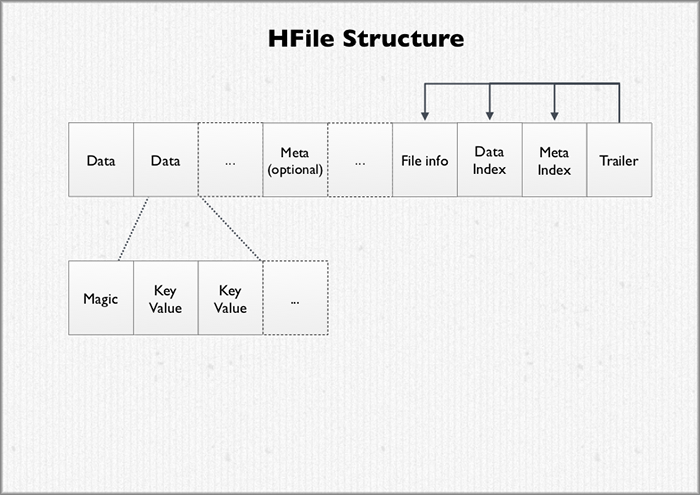 HFile Structure
Data
Data
...
Meta
(optional)
...
File info
Data
Index
Meta
Index
Trailer
Magic
Key
Value
Key
Value
...